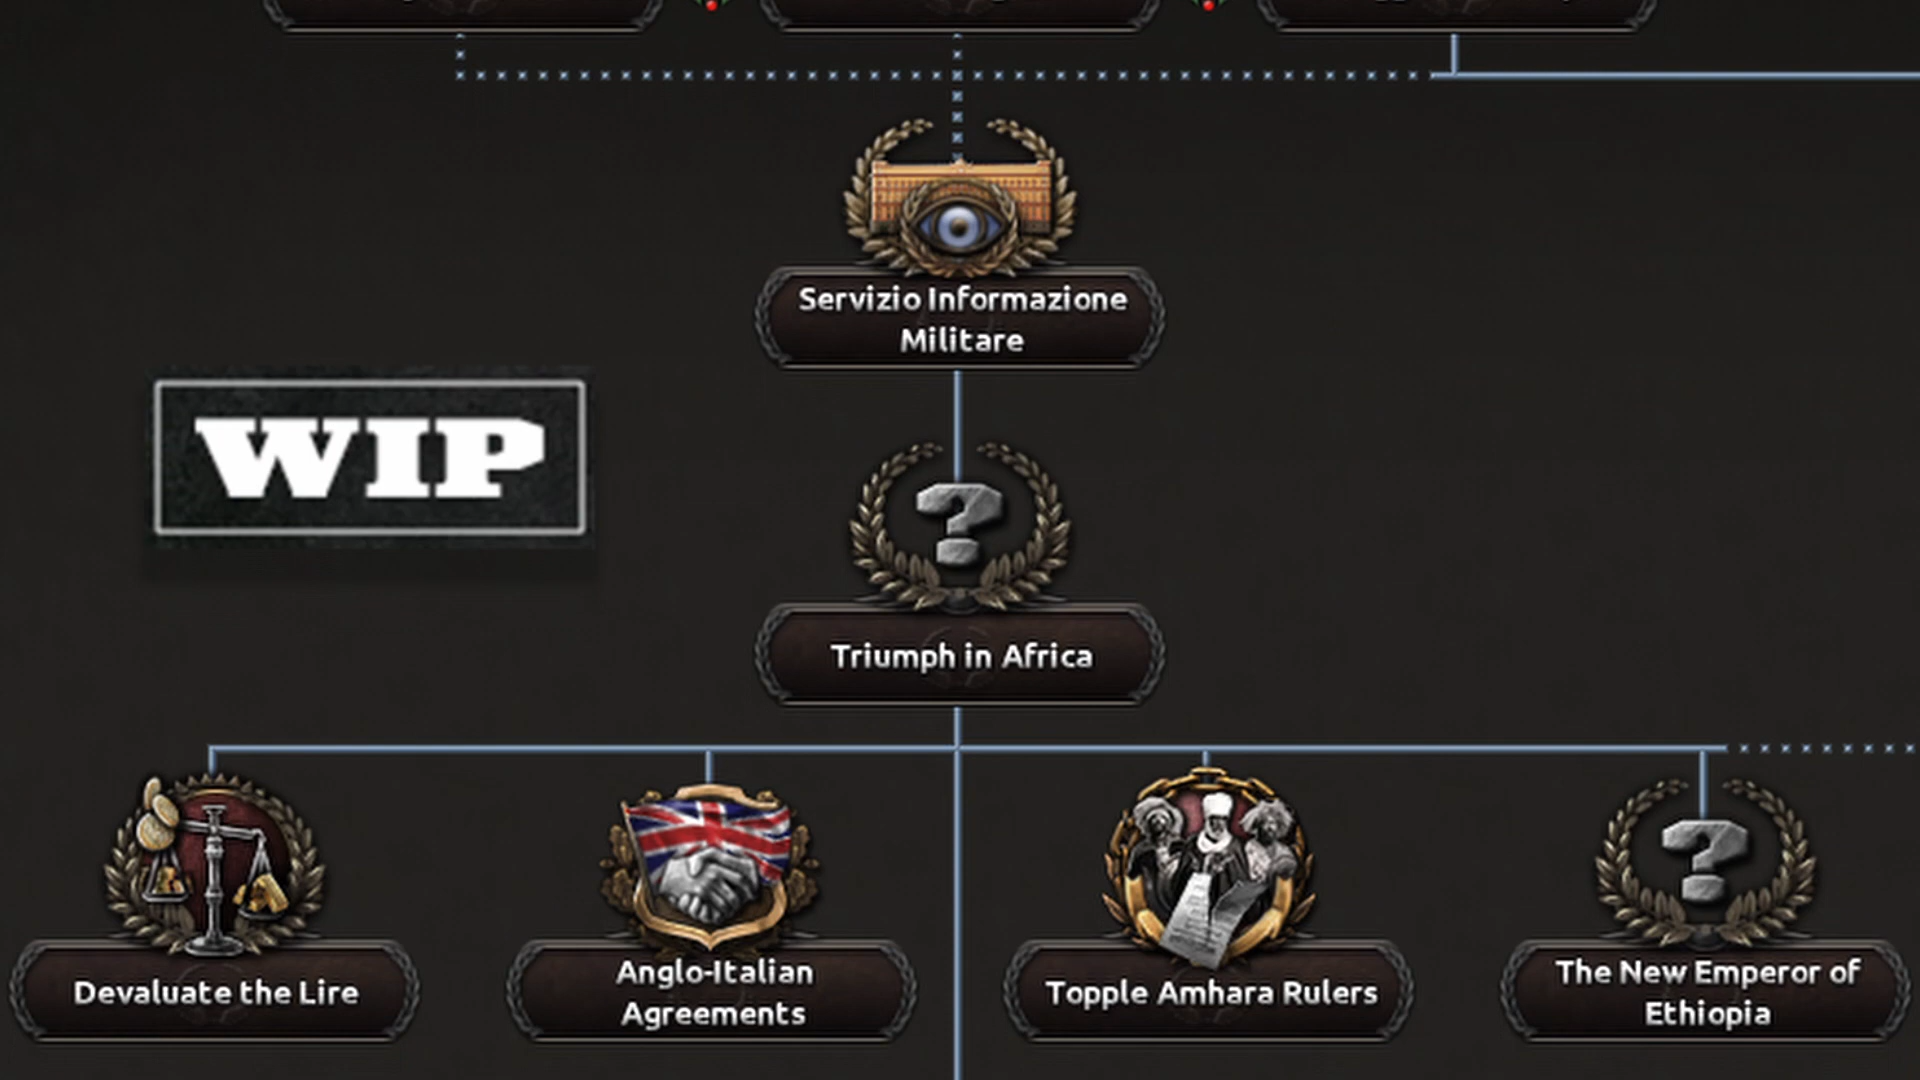 Servizio Informazione
Militare
WIP
Triumph in Africa
Devaluate the Lire
Anglo-Italian
Agreements
Topple Amhara Rulers
The New Emperor of
Ethiopia